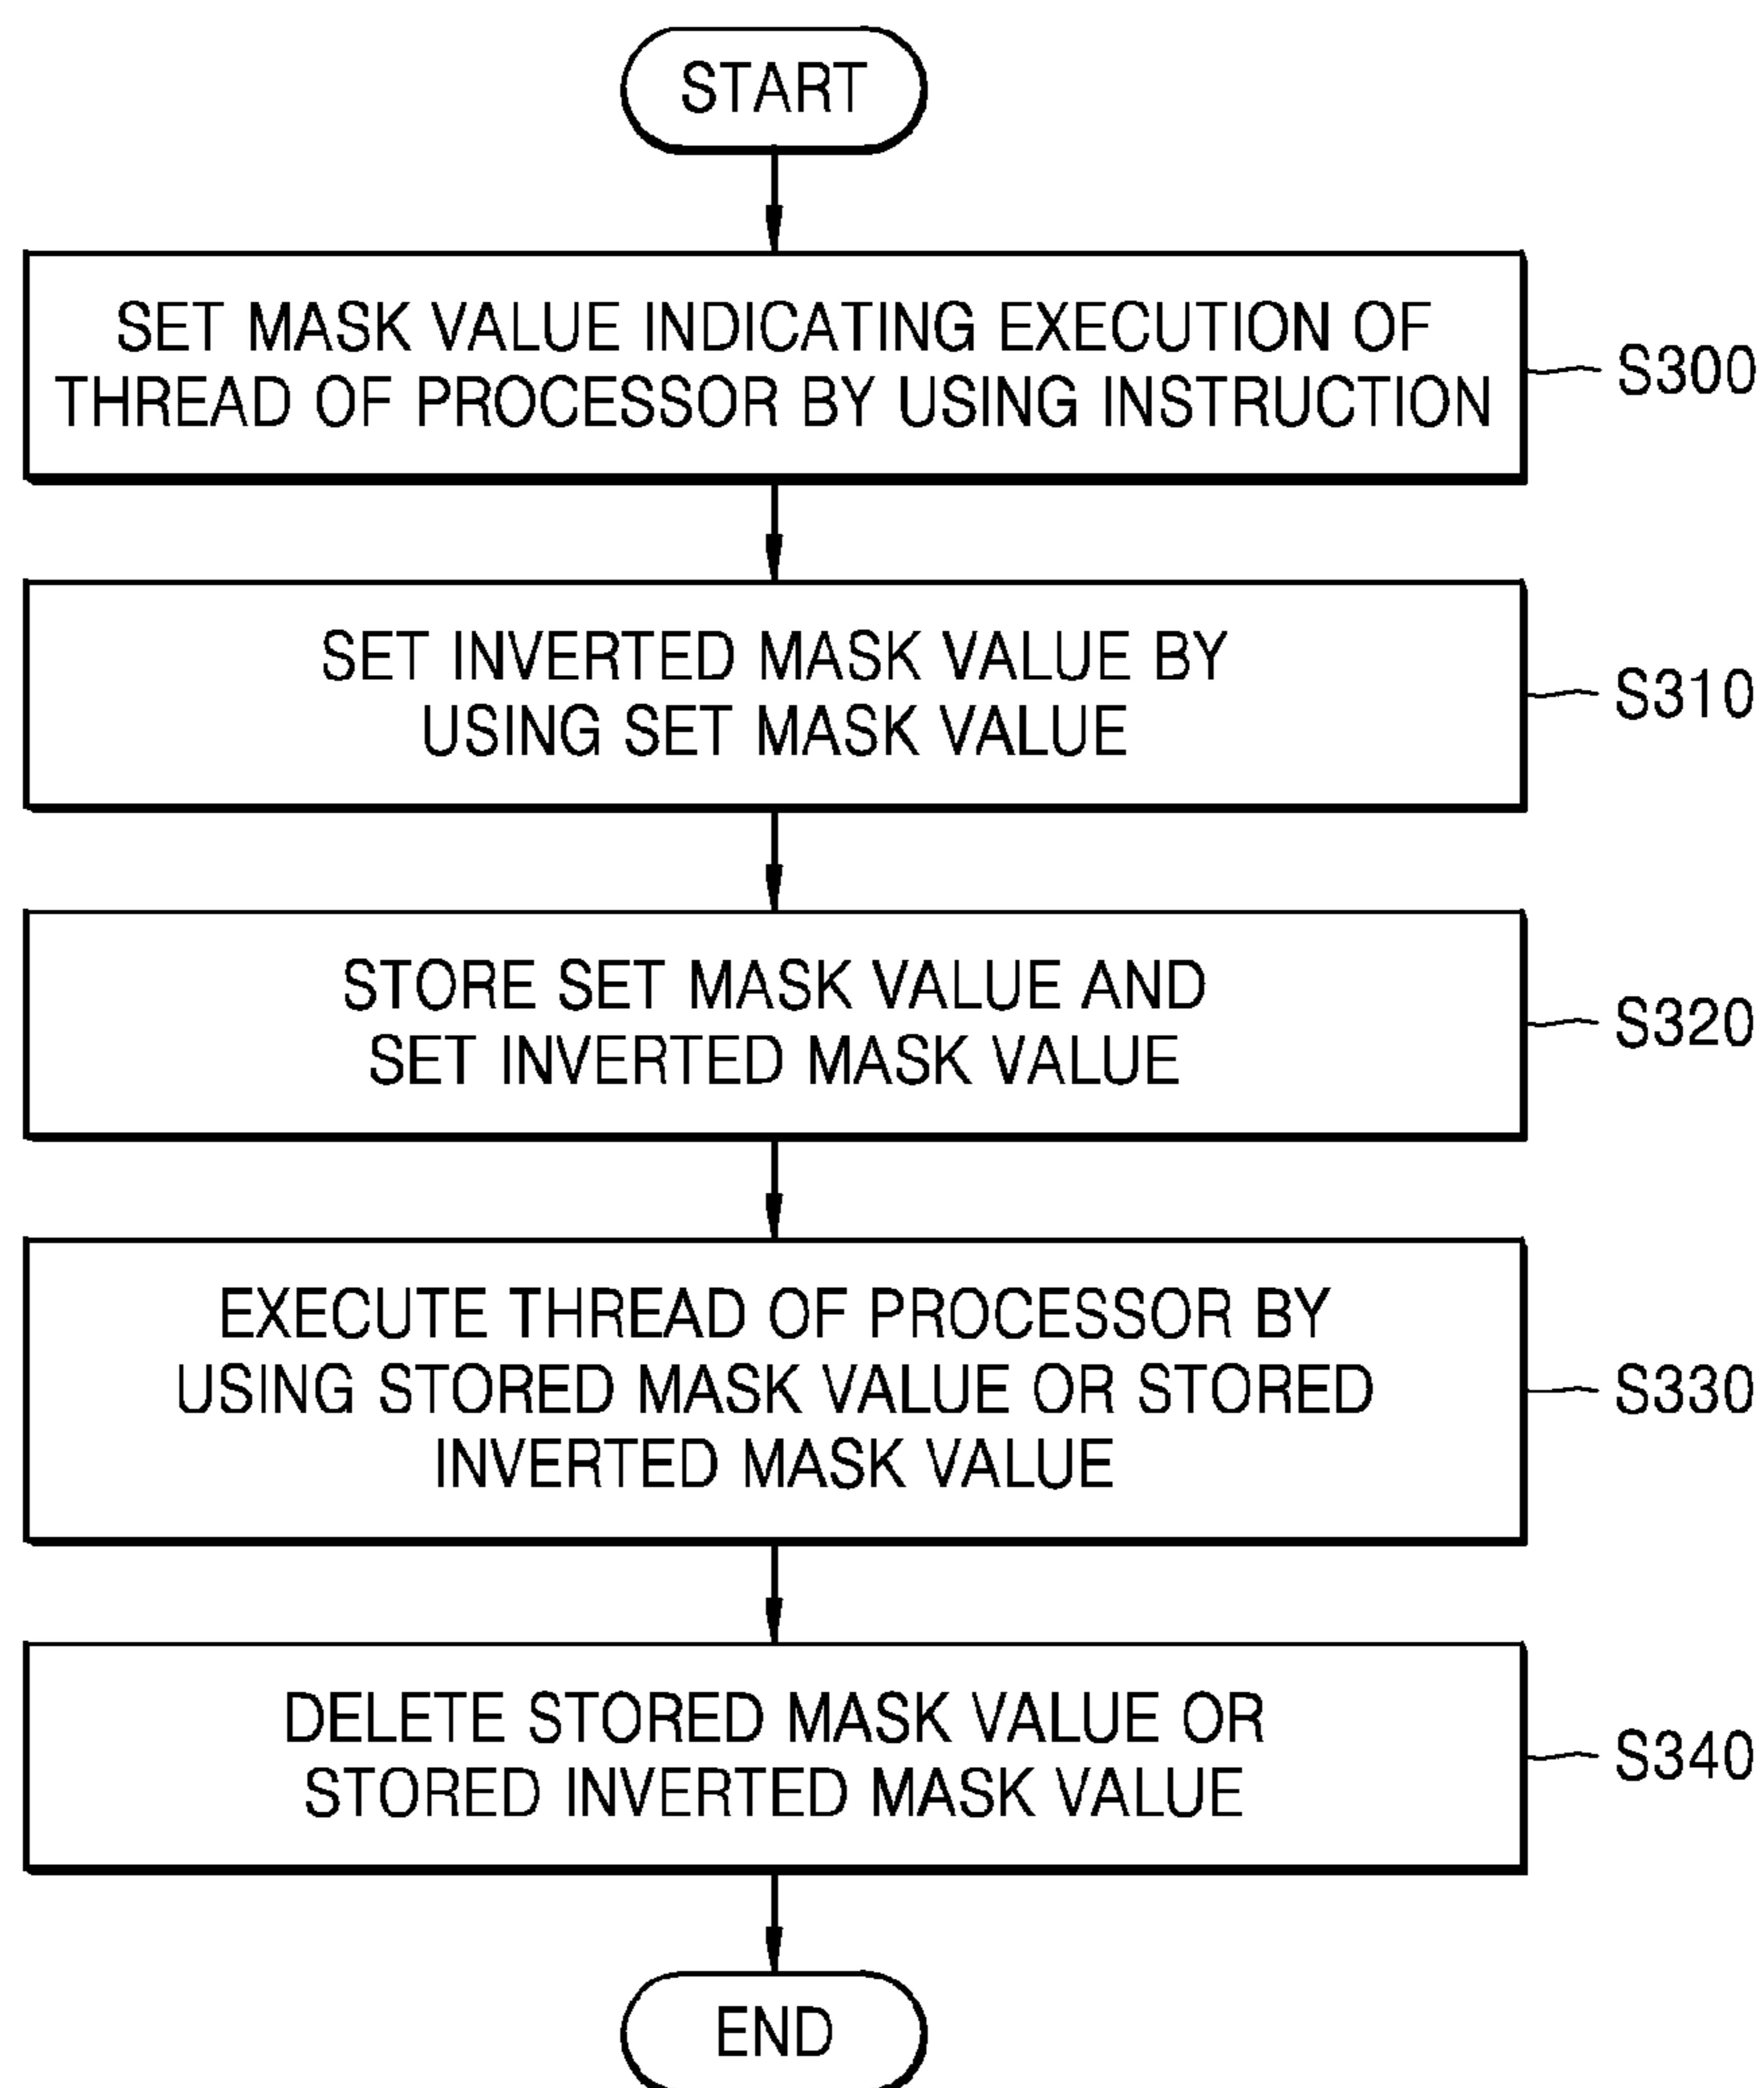 START
SET MASK VALUE INDICATING EXECUTION OF
THREAD OF PROCESSOR BY USING INSTRUCTION
S300
SET INVERTED MASK VALUE BY
USING SET MASK VALUE
S310
STORE SET MASK VALUE AND
SET INVERTED MASK VALUE
S320
EXECUTE THREAD OF PROCESSOR BY
USING STORED MASK VALUE OR STORED
INVERTED MASK VALUE
S330
DELETE STORED MASK VALUE OR
STORED INVERTED MASK VALUE
S340
END